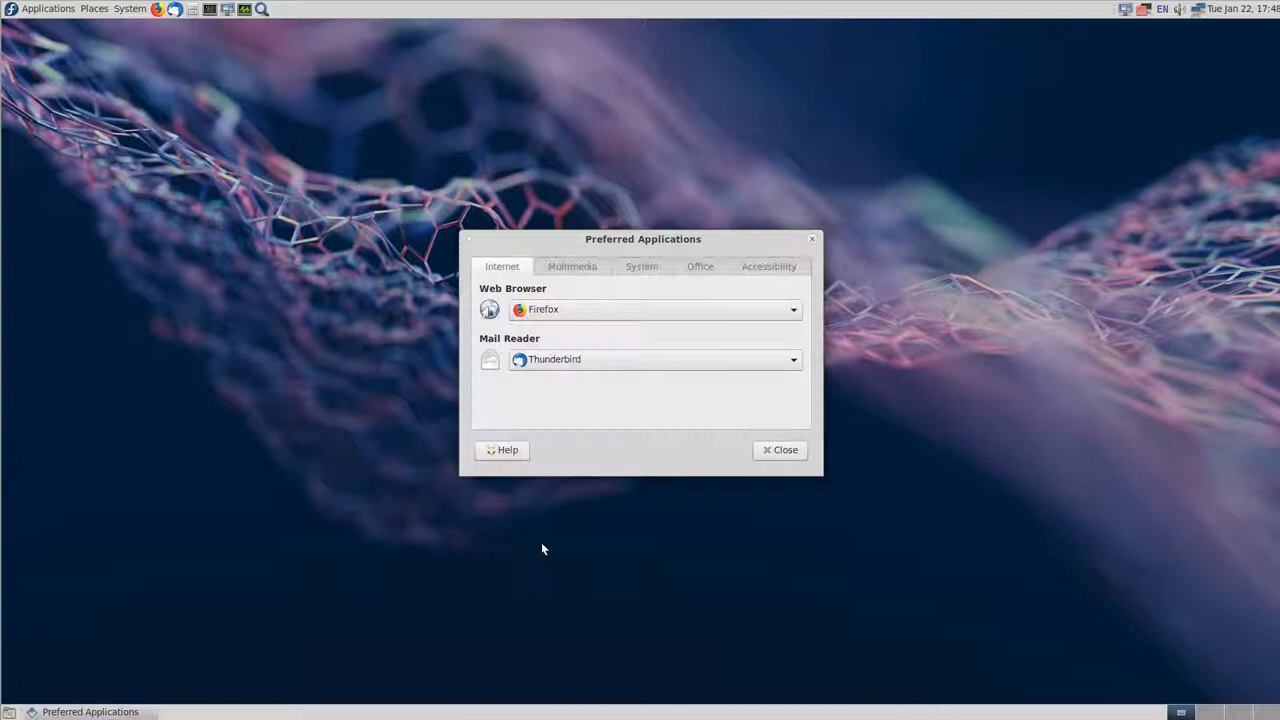 Applications Places System EN Tue Jan 22, 17:48
Preferred Applications
Internet Multimedia System Office Accessibility
Web Browser
Firefox
Mail Reader
Thunderbird
Help Close
Preferred Applications